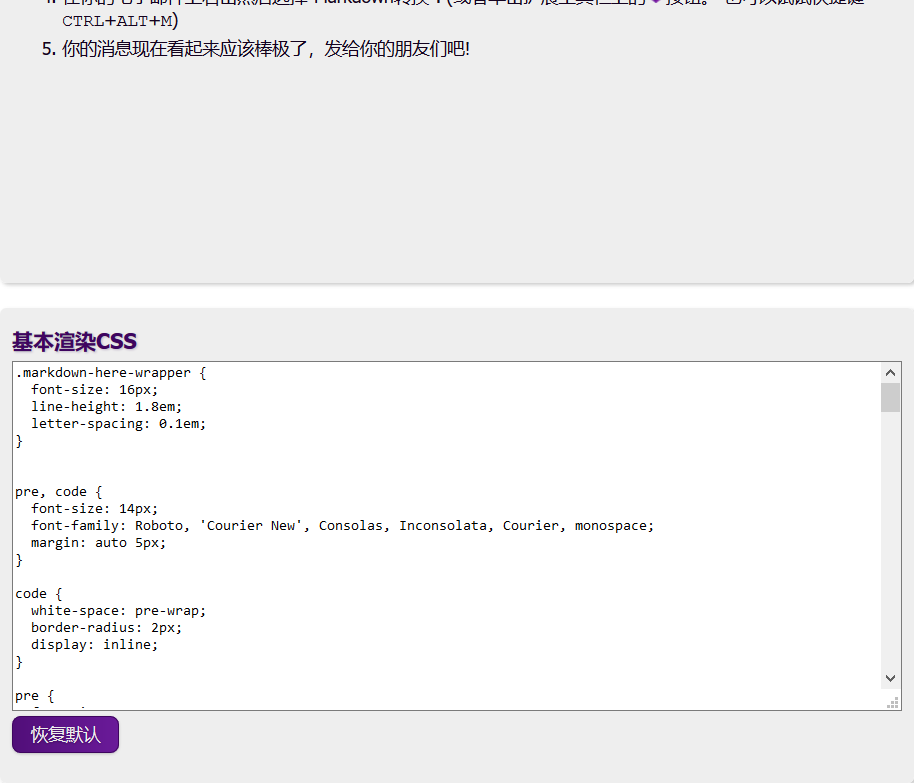 CTRL+ALT+M)
5. 你的消息现在看起来应该棒极了，发给你的朋友们吧!
基本渲染CSS
.markdown-here-wrapper {
  font-size: 16px;
  line-height: 1.8em;
  letter-spacing: 0.1em;
}
pre, code {
  font-size: 14px;
  font-family: Roboto, 'Courier New', Consolas, Inconsolata, Courier, monospace;
  margin: auto 5px;
}
code {
  white-space: pre-wrap;
  border-radius: 2px;
  display: inline;
}
pre {
恢复默认